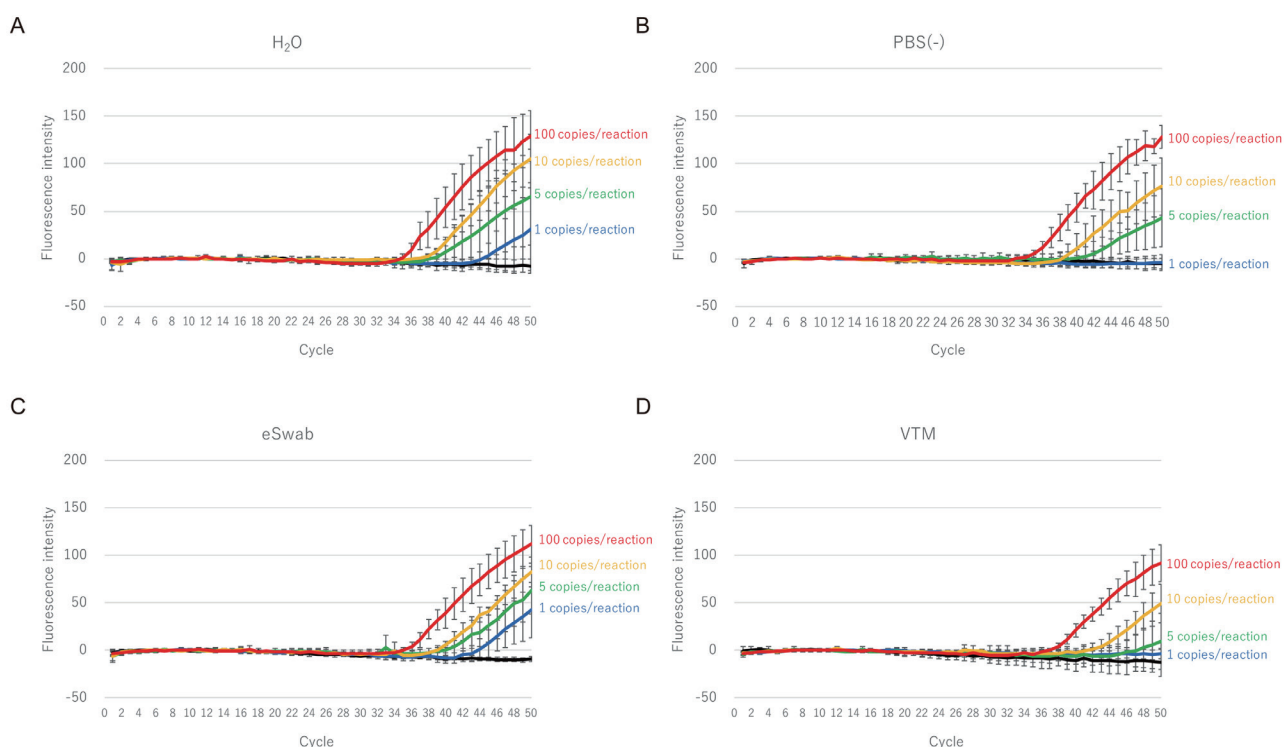 A
H₂O
200
150
100
50
0
-50
Fluorescence intensity
100 copies/reaction
10 copies/reaction
5 copies/reaction
1 copies/reaction
0 2 4 6 8 10 12 14 16 18 20 22 24 26 28 30 32 34 36 38 40 42 44 46 48 50
Cycle
B
PBS(-)
200
150
100
50
0
-50
Fluorescence intensity
100 copies/reaction
10 copies/reaction
5 copies/reaction
1 copies/reaction
0 2 4 6 8 10 12 14 16 18 20 22 24 26 28 30 32 34 36 38 40 42 44 46 48 50
Cycle
C
eSwab
200
150
100
50
0
-50
Fluorescence intensity
100 copies/reaction
10 copies/reaction
5 copies/reaction
1 copies/reaction
0 2 4 6 8 10 12 14 16 18 20 22 24 26 28 30 32 34 36 38 40 42 44 46 48 50
Cycle
D
VTM
200
150
100
50
0
-50
Fluorescence intensity
100 copies/reaction
10 copies/reaction
5 copies/reaction
1 copies/reaction
0 2 4 6 8 10 12 14 16 18 20 22 24 26 28 30 32 34 36 38 40 42 44 46 48 50
Cycle